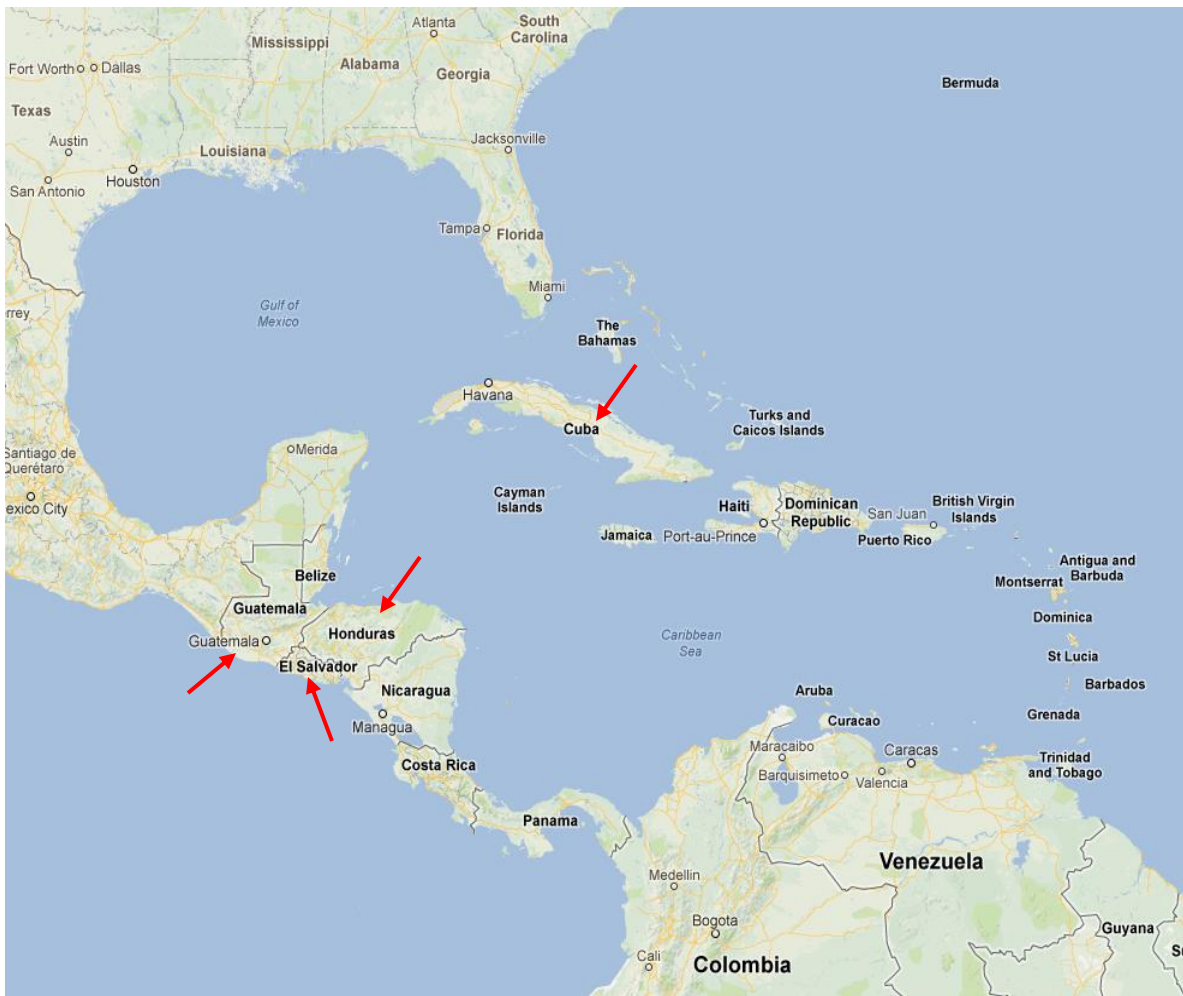 Atlanta
South
Carolina
Mississippi
Alabama
Georgia
Fort Worth
Dallas
Bermuda
Texas
Austin
Louisiana
Jacksonville
San Antonio
Houston
Tampa
Florida
Miami
rrey
Gulf of
Mexico
The
Bahamas
Havana
Cuba
Turks and
Caicos Islands
Santiago de
Querétaro
Merida
exico City
Cayman
Islands
Haiti
Dominican
Republic
San Juan
British Virgin
Islands
Jamaica
Port-au-Prince
Puerto Rico
Antigua and
Barbuda
Montserrat
Belize
Guatemala
Dominica
Honduras
Guatemala
Caribbean
Sea
St Lucia
El Salvador
Nicaragua
Aruba
Barbados
Managua
Curacao
Grenada
Costa Rica
Maracaibo
Caracas
Barquisimeto
Valencia
Trinidad
and Tobago
Panama
Venezuela
Medellin
Bogota
Guyana
Cali
Colombia
S